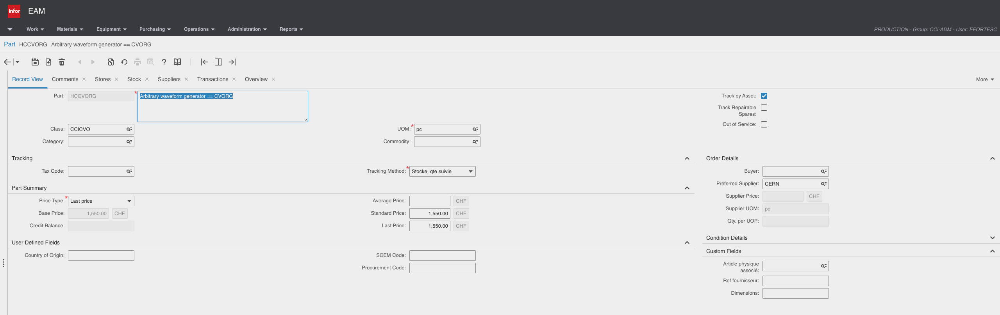 infor EAM
Work Materials Equipment Purchasing Operations Administration Reports PRODUCTION - Group: CCI-ADM - User: EFORTESC
Part HCCVORG Arbitrary waveform generator == CVORG
Record View Comments × Stores × Stock × Suppliers × Transactions × Overview × More
Part: HCCVORG * Arbitrary waveform generator == CVORG Track by Asset:
Track Repairable
Spares:
Class: CCICVO UOM: * pc Out of Service:
Category: Commodity:
Tracking Order Details
Tax Code: Tracking Method: * Stocke, qte suivie Buyer:
Preferred Supplier: CERN
Part Summary
Supplier Price: CHF
Price Type: * Last price Average Price: CHF
Supplier UOM: pc
Base Price: 1,550.00 CHF Standard Price: 1,550.00 CHF
Qty. per UOP:
Credit Balance: Last Price: 1,550.00 CHF
Condition Details
User Defined Fields
Custom Fields
Country of Origin: SCEM Code:
Article physique
associé:
Procurement Code:
Ref fournisseur:
Dimensions: